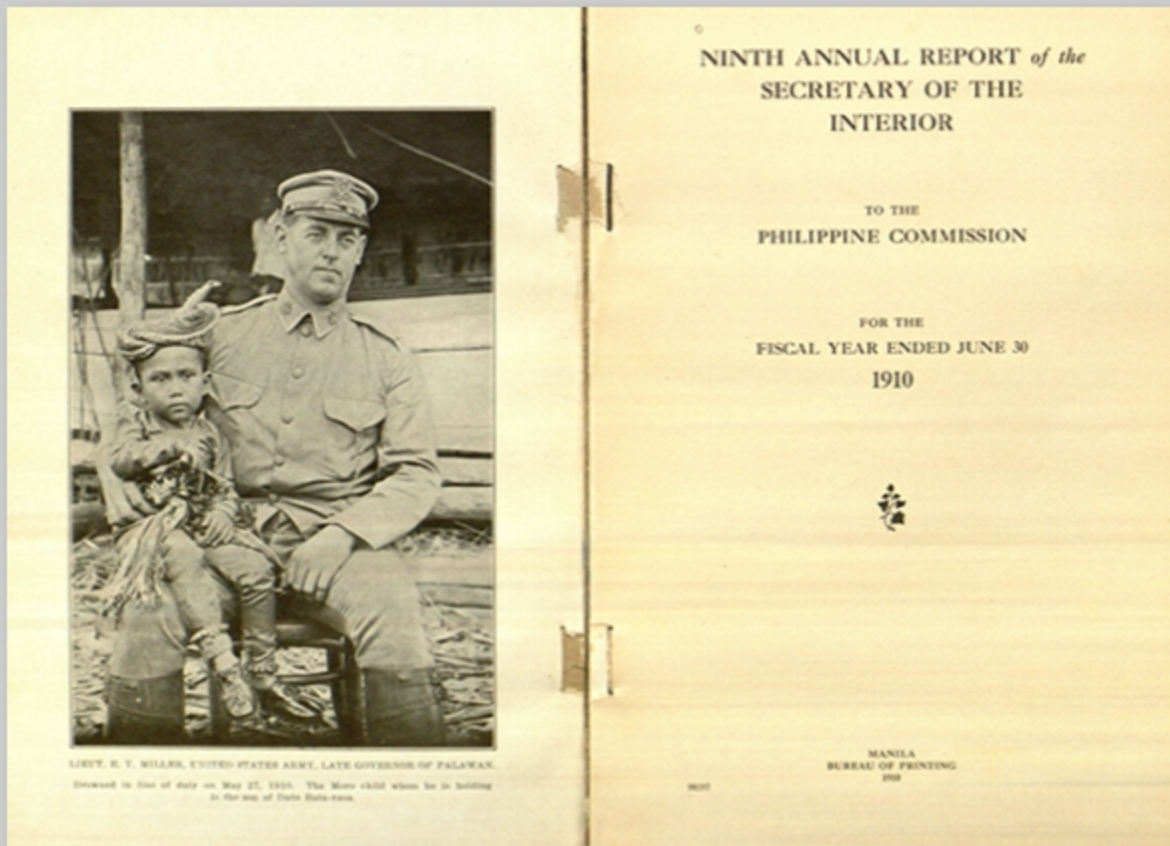 LIEUT. E. Y. MILLER, UNITED STATES ARMY, LATE GOVERNOR OF PALAWAN.
Drowned in line of duty on May 27, 1910. The Moro child whom he is holding
is the son of Dato
NINTH ANNUAL REPORT of the
SECRETARY OF THE
INTERIOR
TO THE
PHILIPPINE COMMISSION
FOR THE
FISCAL YEAR ENDED JUNE 30
1910
MANILA
BUREAU OF PRINTING
1910